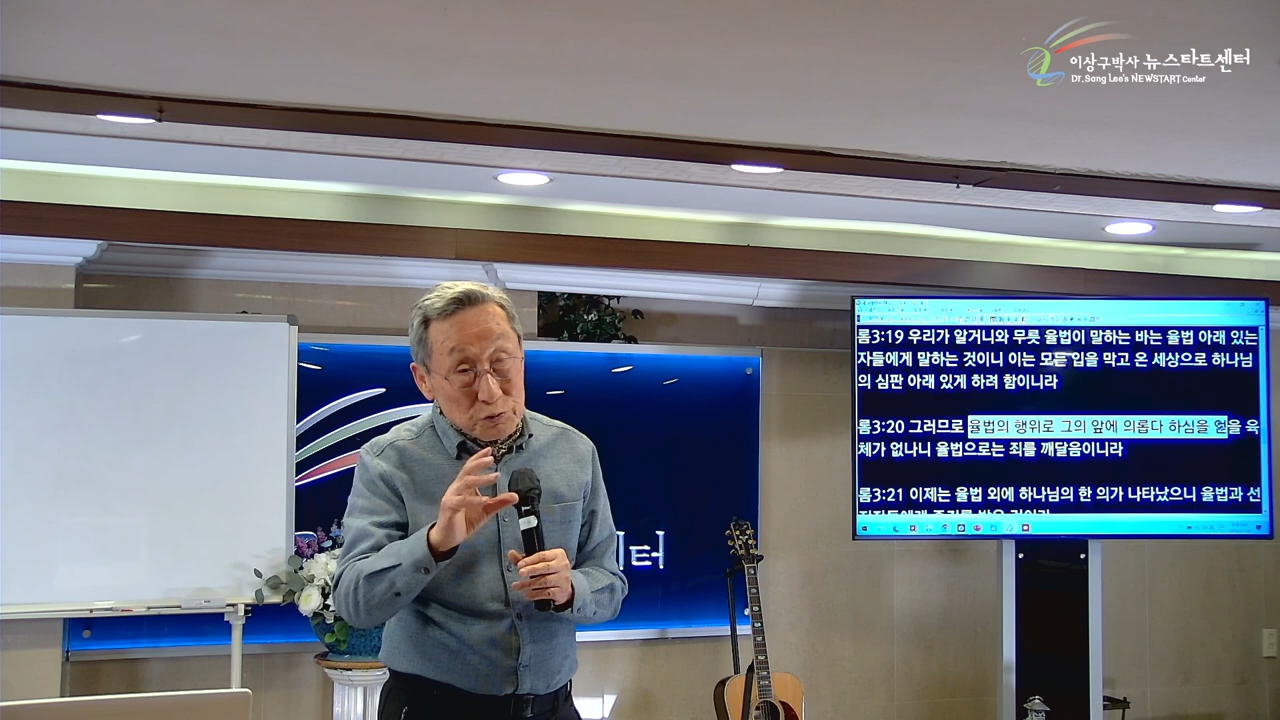 이상구박사 뉴스타트센터
Dr. Sang Lee's NEWSTART Center
롬3:19 우리가 알거니와 무릇 율법이 말하는 바는 율법 아래 있는
자들에게 말하는 것이니 이는 모든 입을 막고 온 세상으로 하나님
의 심판 아래 있게 하려 함이니라
롬3:20 그러므로 율법의 행위로 그의 앞에 의롭다 하심을 얻을 육
체가 없나니 율법으로는 죄를 깨달음이니라
롬3:21 이제는 율법 외에 하나님의 한 의가 나타났으니 율법과 선
터